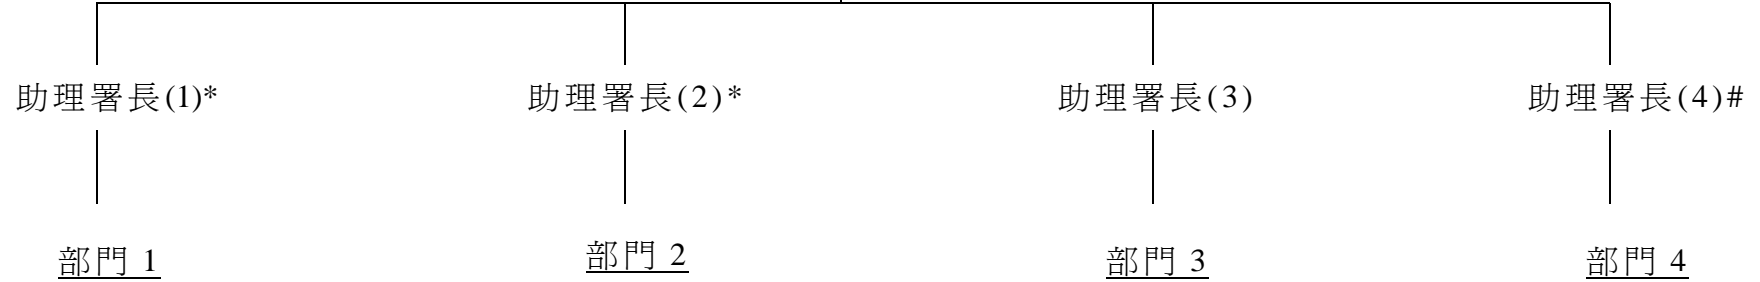 助理署長(1)* 助理署長(2)* 助理署長(3) 助理署長(4)#
部門 1 部門 2 部門 3 部門 4